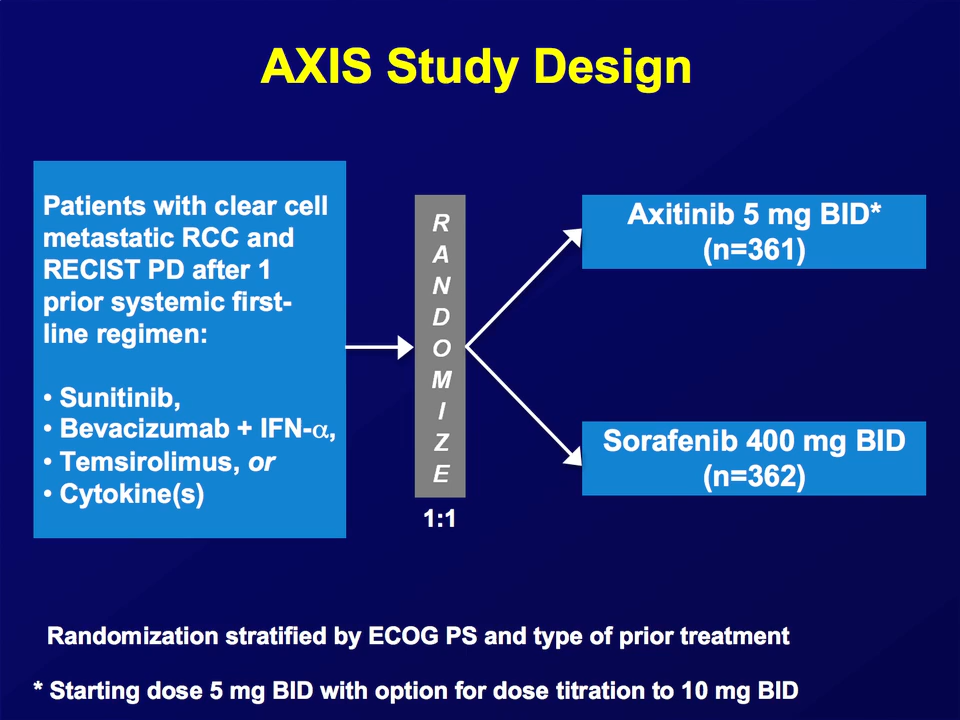 AXIS Study Design
Patients with clear cell
metastatic RCC and
RECIST PD after 1
prior systemic first-
line regimen:
• Sunitinib,
• Bevacizumab + IFN-α,
• Temsirolimus, or
• Cytokine(s)
R
A
N
D
O
M
I
Z
E
1:1
Axitinib 5 mg BID*
(n=361)
Sorafenib 400 mg BID
(n=362)
Randomization stratified by ECOG PS and type of prior treatment
* Starting dose 5 mg BID with option for dose titration to 10 mg BID